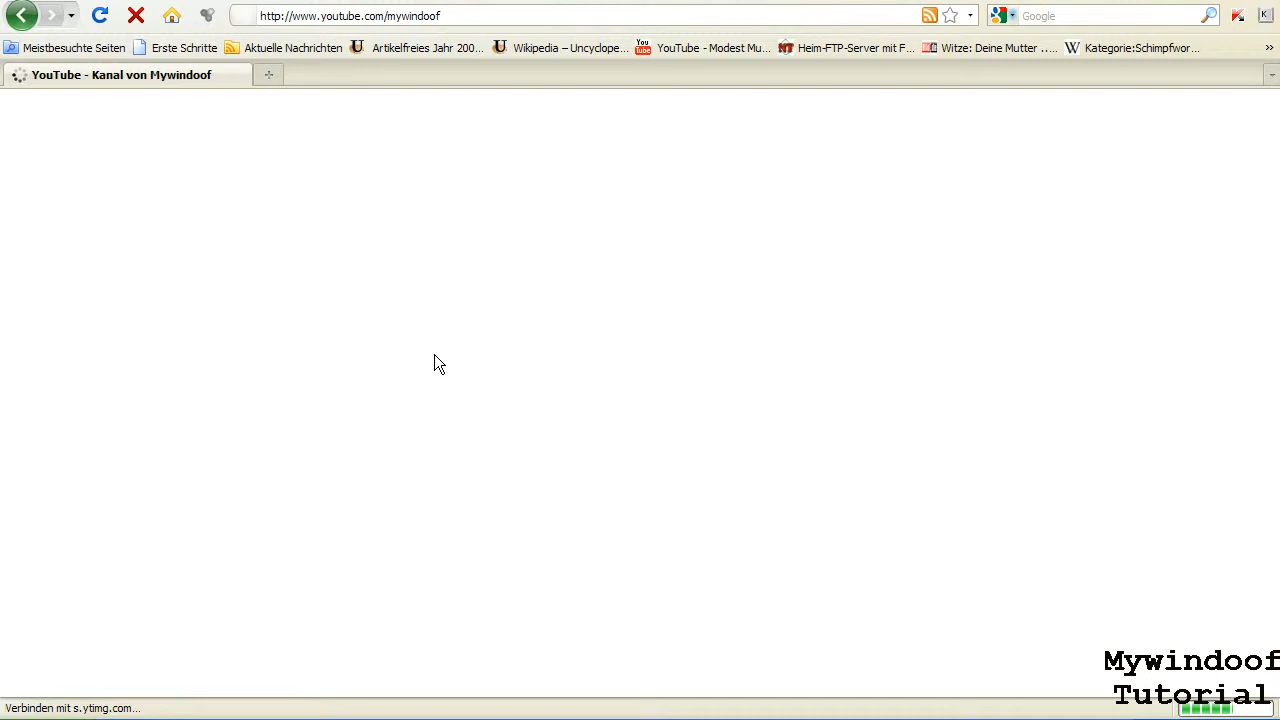 http://www.youtube.com/mywindoof
Google
Meistbesuchte Seiten Erste Schritte Aktuelle Nachrichten Artikelfreies Jahr 200... Wikipedia – Uncyclope... YouTube - Modest Mu... Heim-FTP-Server mit F... Witze: Deine Mutter .... Kategorie:Schimpfwor
YouTube - Kanal von Mywindoof
Mywindoof
Tutorial
Verbinden mit s.ytimg.com...